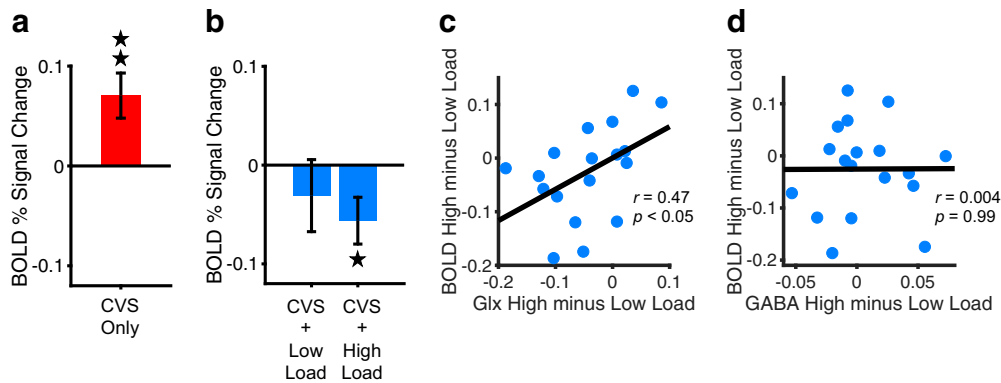 a
BOLD % Signal Change
0.1
0
-0.1
★
★
CVS
Only
b
BOLD % Signal Change
0.1
0
-0.1
★
CVS
+
Low
Load
CVS
+
High
Load
c
BOLD High minus Low Load
0.1
0
-0.1
-0.2
r = 0.47
p < 0.05
-0.2 -0.1 0 0.1
Glx High minus Low Load
d
BOLD High minus Low Load
0.1
0
-0.1
-0.2
r = 0.004
p = 0.99
-0.05 0 0.05
GABA High minus Low Load